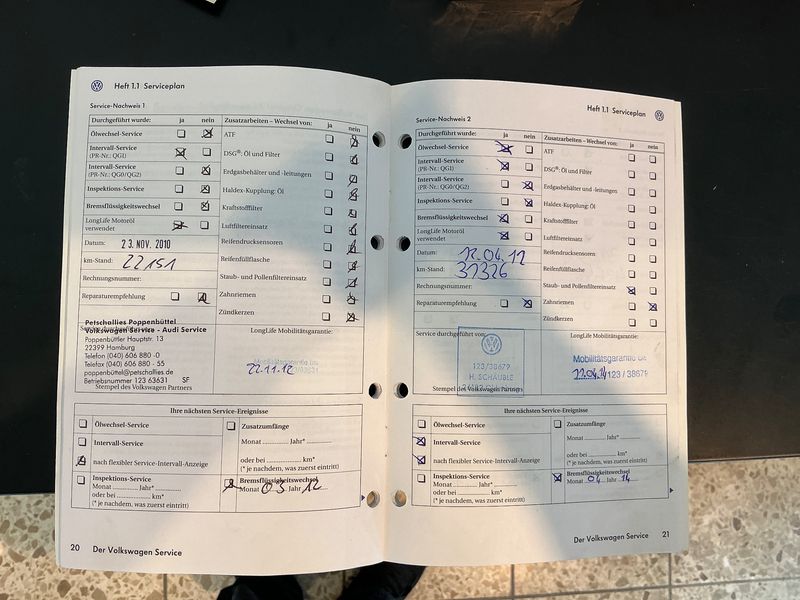 Heft 1.1 Serviceplan
Service-Nachweis 1
Durchgeführt wurde: ja nein
Ölwechsel-Service
Intervall-Service
(PR-Nr.: QG1)
Intervall-Service
(PR-Nr.: QG0/QG2)
Inspektions-Service
Bremsflüssigkeitswechsel
LongLife Motoröl
verwendet
Datum: 23. NOV. 2010
km-Stand: 22151
Rechnungsnummer:
Reparaturempfehlung
Zusatzarbeiten – Wechsel von: ja nein
ATF
DSG®: Öl und Filter
Erdgasbehälter und -leitungen
Haldex-Kupplung: Öl
Kraftstofffilter
Luftfiltereinsatz
Reifendrucksensoren
Reifenfüllflasche
Staub- und Pollenfiltereinsatz
Zahnriemen
Zündkerzen
Petschallies Poppenbüttel
Volkswagen Service - Audi Service
Poppenbüttler Hauptstr. 13
22399 Hamburg
Telefon (040) 606 880 -0
Telefax (040) 606 880 - 55
poppenbüttel@petschallies.de
Betriebsnummer 123 63631 SF
Stempel des Volkswagen Partners
LongLife Mobilitätsgarantie:
22.11.12
Ihre nächsten Service-Ereignisse
Ölwechsel-Service
Intervall-Service
nach flexibler Service-Intervall-Anzeige
Inspektions-Service
Monat Jahr*
oder bei km*
(* je nachdem, was zuerst eintritt)
Zusatzumfänge
Monat Jahr*
oder bei km*
(* je nachdem, was zuerst eintritt)
Bremsflüssigkeitswechsel
Monat 03 Jahr 12
20 Der Volkswagen Service
Heft 1.1 Serviceplan
Service-Nachweis 2
Durchgeführt wurde: ja nein
Ölwechsel-Service
Intervall-Service
(PR-Nr.: QG1)
Intervall-Service
(PR-Nr.: QG0/QG2)
Inspektions-Service
Bremsflüssigkeitswechsel
LongLife Motoröl
verwendet
Datum: 12.04.12
km-Stand: 31326
Rechnungsnummer:
Reparaturempfehlung
Zusatzarbeiten – Wechsel von: ja nein
ATF
DSG®: Öl und Filter
Erdgasbehälter und -leitungen
Haldex-Kupplung: Öl
Kraftstofffilter
Luftfiltereinsatz
Reifendrucksensoren
Reifenfüllflasche
Staub- und Pollenfiltereinsatz
Zahnriemen
Zündkerzen
Service durchgeführt von:
123/38679
H. SCHÄUBLE
Stempel des Volkswagen Partners
LongLife Mobilitätsgarantie:
Mobilitätsgarantie
123 / 38679
Ihre nächsten Service-Ereignisse
Ölwechsel-Service
Intervall-Service
nach flexibler Service-Intervall-Anzeige
Inspektions-Service
Monat Jahr*
oder bei km*
(* je nachdem, was zuerst eintritt)
Zusatzumfänge
Monat Jahr*
oder bei km*
(* je nachdem, was zuerst eintritt)
Bremsflüssigkeitswechsel
Monat 04 Jahr 14
Der Volkswagen Service 21